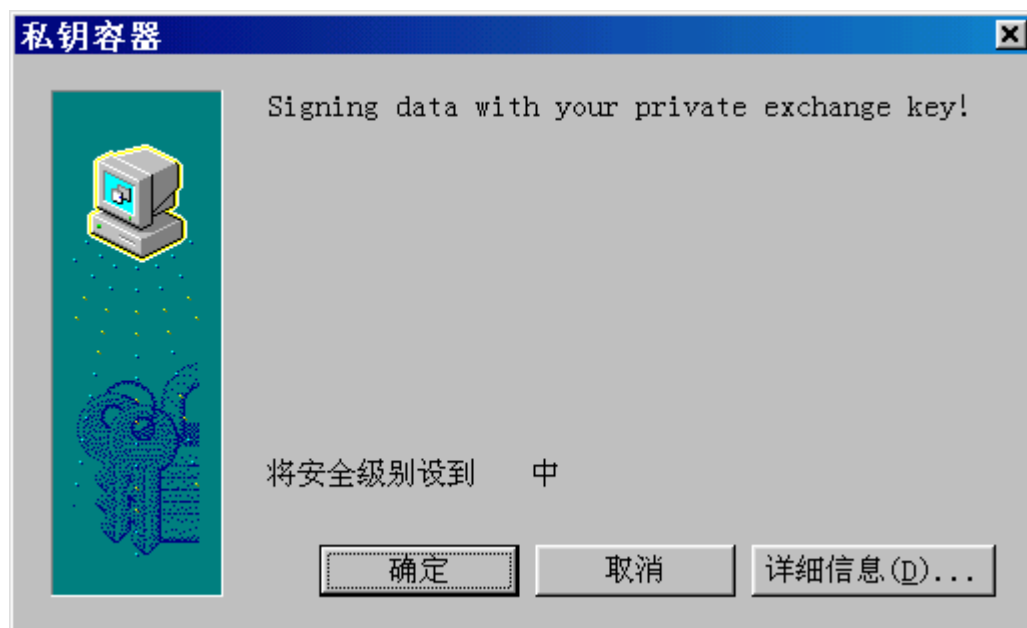 私钥容器
Signing data with your private exchange key!
将安全级别设到 中
确定 取消 详细信息(D)...